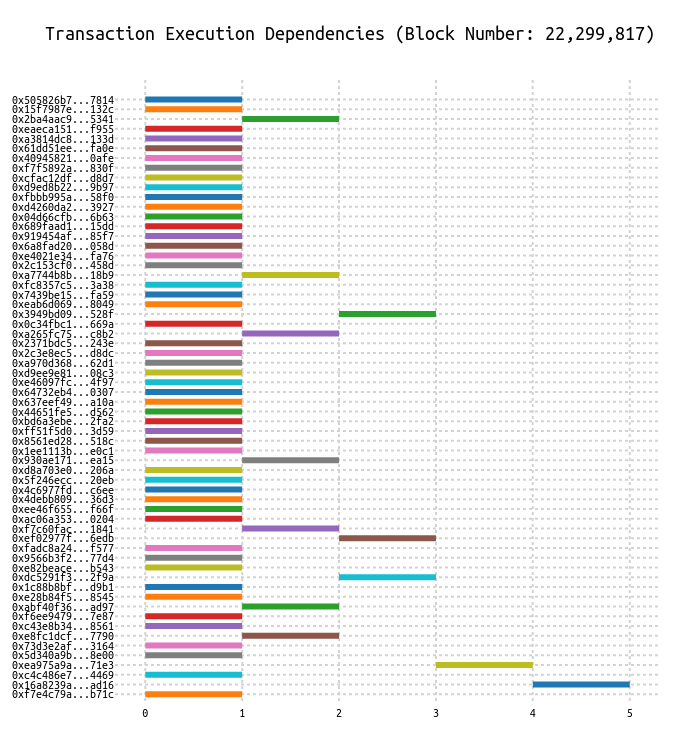 Transaction Execution Dependencies (Block Number: 22,299,817)
0x505826b7...7814
0x15f7987e...132c
0x2ba4aac9...5341
0xeaeca151...f955
0xa3814dc8...133d
0x61dd51ee...fa0e
0x40945821...0afe
0xf7f5892a...830f
0xcfac12df...d8d7
0xd9ed8b22...9b97
0xfbbb995a...58f0
0xd4260da2...3927
0x04d66cfb...6b63
0x689faad1...15dd
0x919454af...85f7
0x6a8fad20...058d
0xe4021e34...fa76
0x2c153cf0...458d
0xa7744b8b...18b9
0xfc8357c5...3a38
0x7439be15...fa59
0xeab6d069...8049
0x3949bd09...528f
0x0c34fbc1...669a
0xa265fc75...c8b2
0x2371bdc5...243e
0x2c3e8ec5...d8dc
0xa970d368...62d1
0xd9ee9e81...08c3
0xe46097fc...4f97
0x64732eb4...0307
0x637eef49...a10a
0x44651fe5...d562
0xbd6a3ebe...2fa2
0xff51f5d0...3d59
0x8561ed28...518c
0x1ee1113b...e0c1
0x930ae171...ea15
0xd8a703e0...206a
0x5f246ecc...20eb
0x4c6977fd...c6ee
0x4debb809...36d3
0xee46f655...f66f
0xac06a353...0204
0xf7c60fac...1841
0xef02977f...6edb
0xfadc8a24...f577
0x9566b3f2...77d4
0xe82beace...b543
0xdc5291f3...2f9a
0x1c88b8bf...d9b1
0xe28b84f5...8545
0xabf40f36...ad97
0xf6ee9479...7e87
0xc43e8b34...8561
0xe8fc1dcf...7790
0x73d3e2af...3164
0x5d340a9b...8e00
0xea975a9a...71e3
0xc4c486e7...4469
0x16a8239a...ad16
0xf7e4c79a...b71c
0 1 2 3 4 5